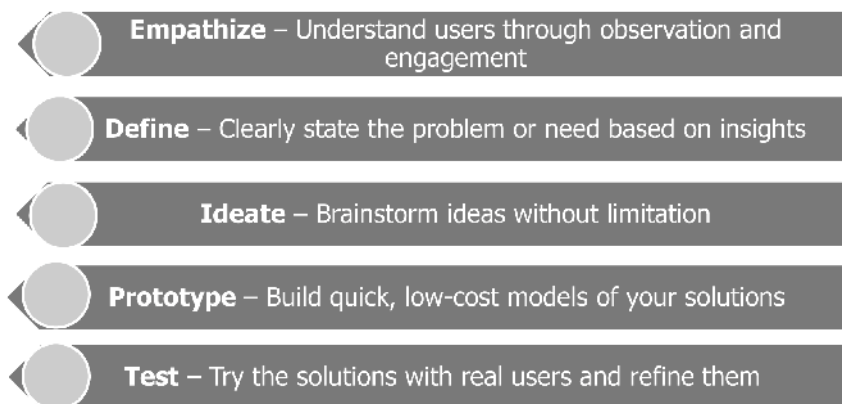 Empathize – Understand users through observation and
engagement
Define – Clearly state the problem or need based on insights
Ideate – Brainstorm ideas without limitation
Prototype – Build quick, low-cost models of your solutions
Test – Try the solutions with real users and refine them